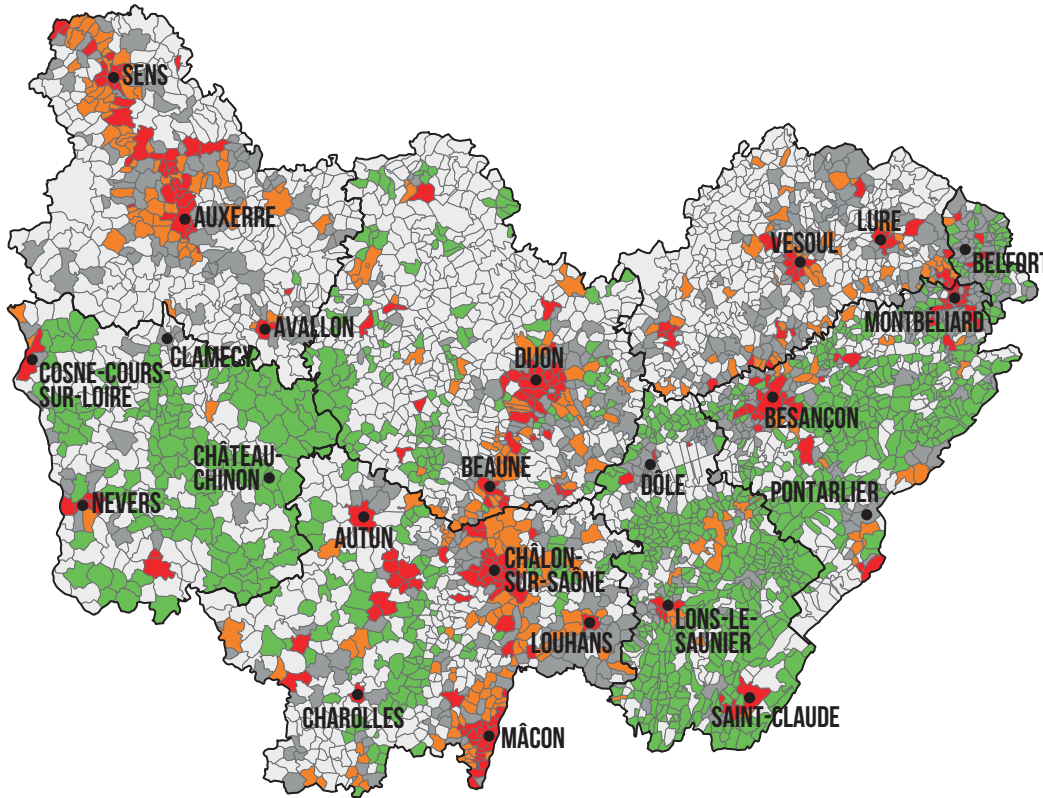 SENS
AUXERRE
LURE
VESOUL
BELFORT
MONTBÉLIARD
AVALLON
CLAMECY
COSNE-COURS-
SUR-LOIRE
DIJON
BESANÇON
CHÂTEAU-
CHINON
BEAUNE
DÔLE
NEVERS
PONTARLIER
AUTUN
CHÂLON-
SUR-SAÔNE
LOUHANS
LONS-LE-
SAUNIER
CHAROLLES
SAINT-CLAUDE
MÂCON